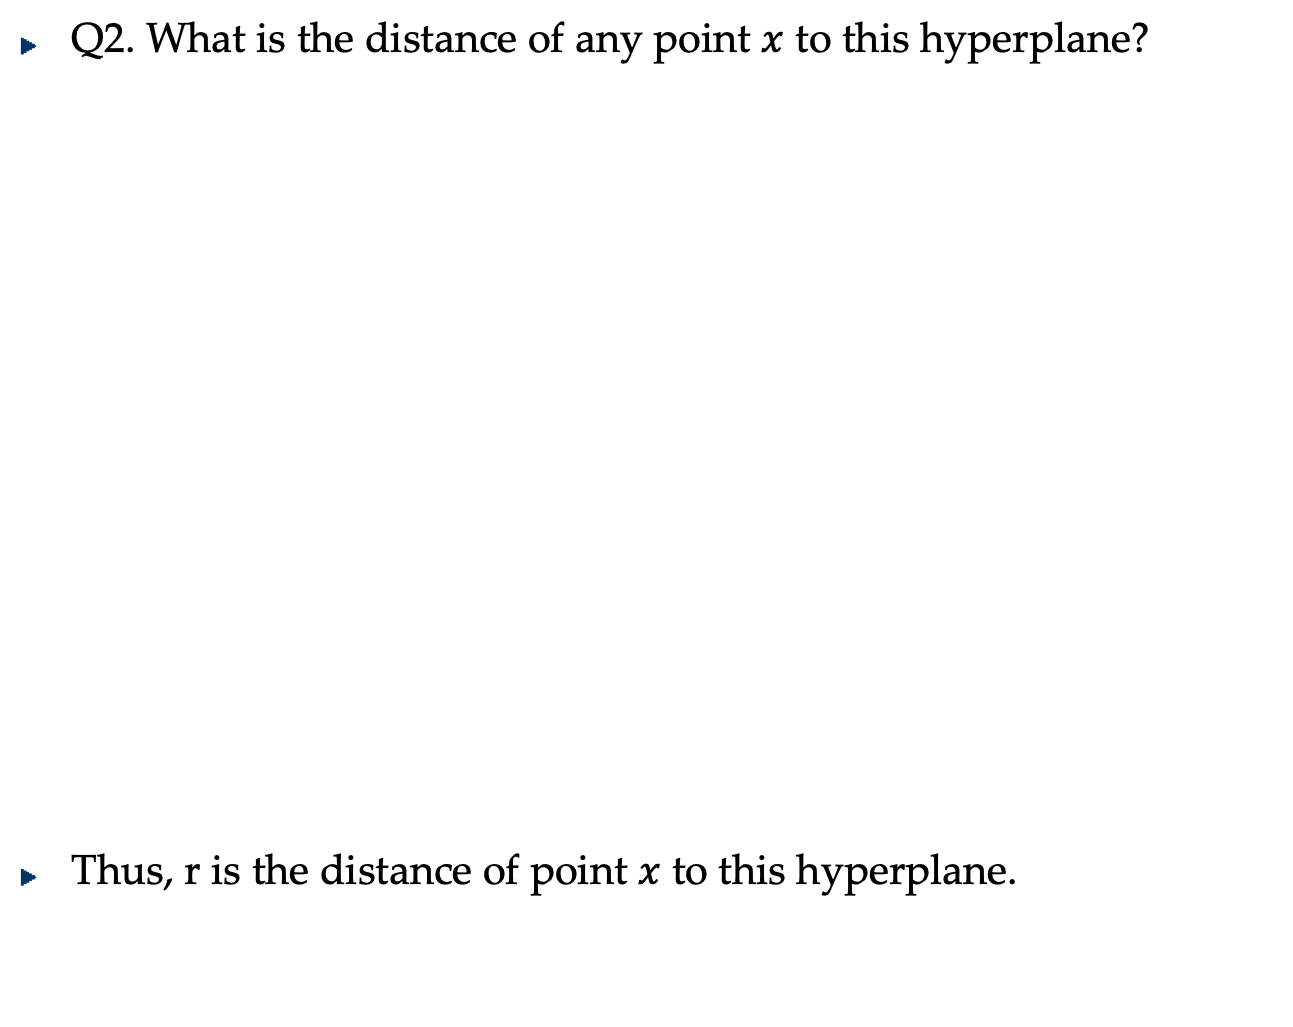 Q2. What is the distance of any point x to this hyperplane?
Thus, r is the distance of point x to this hyperplane.